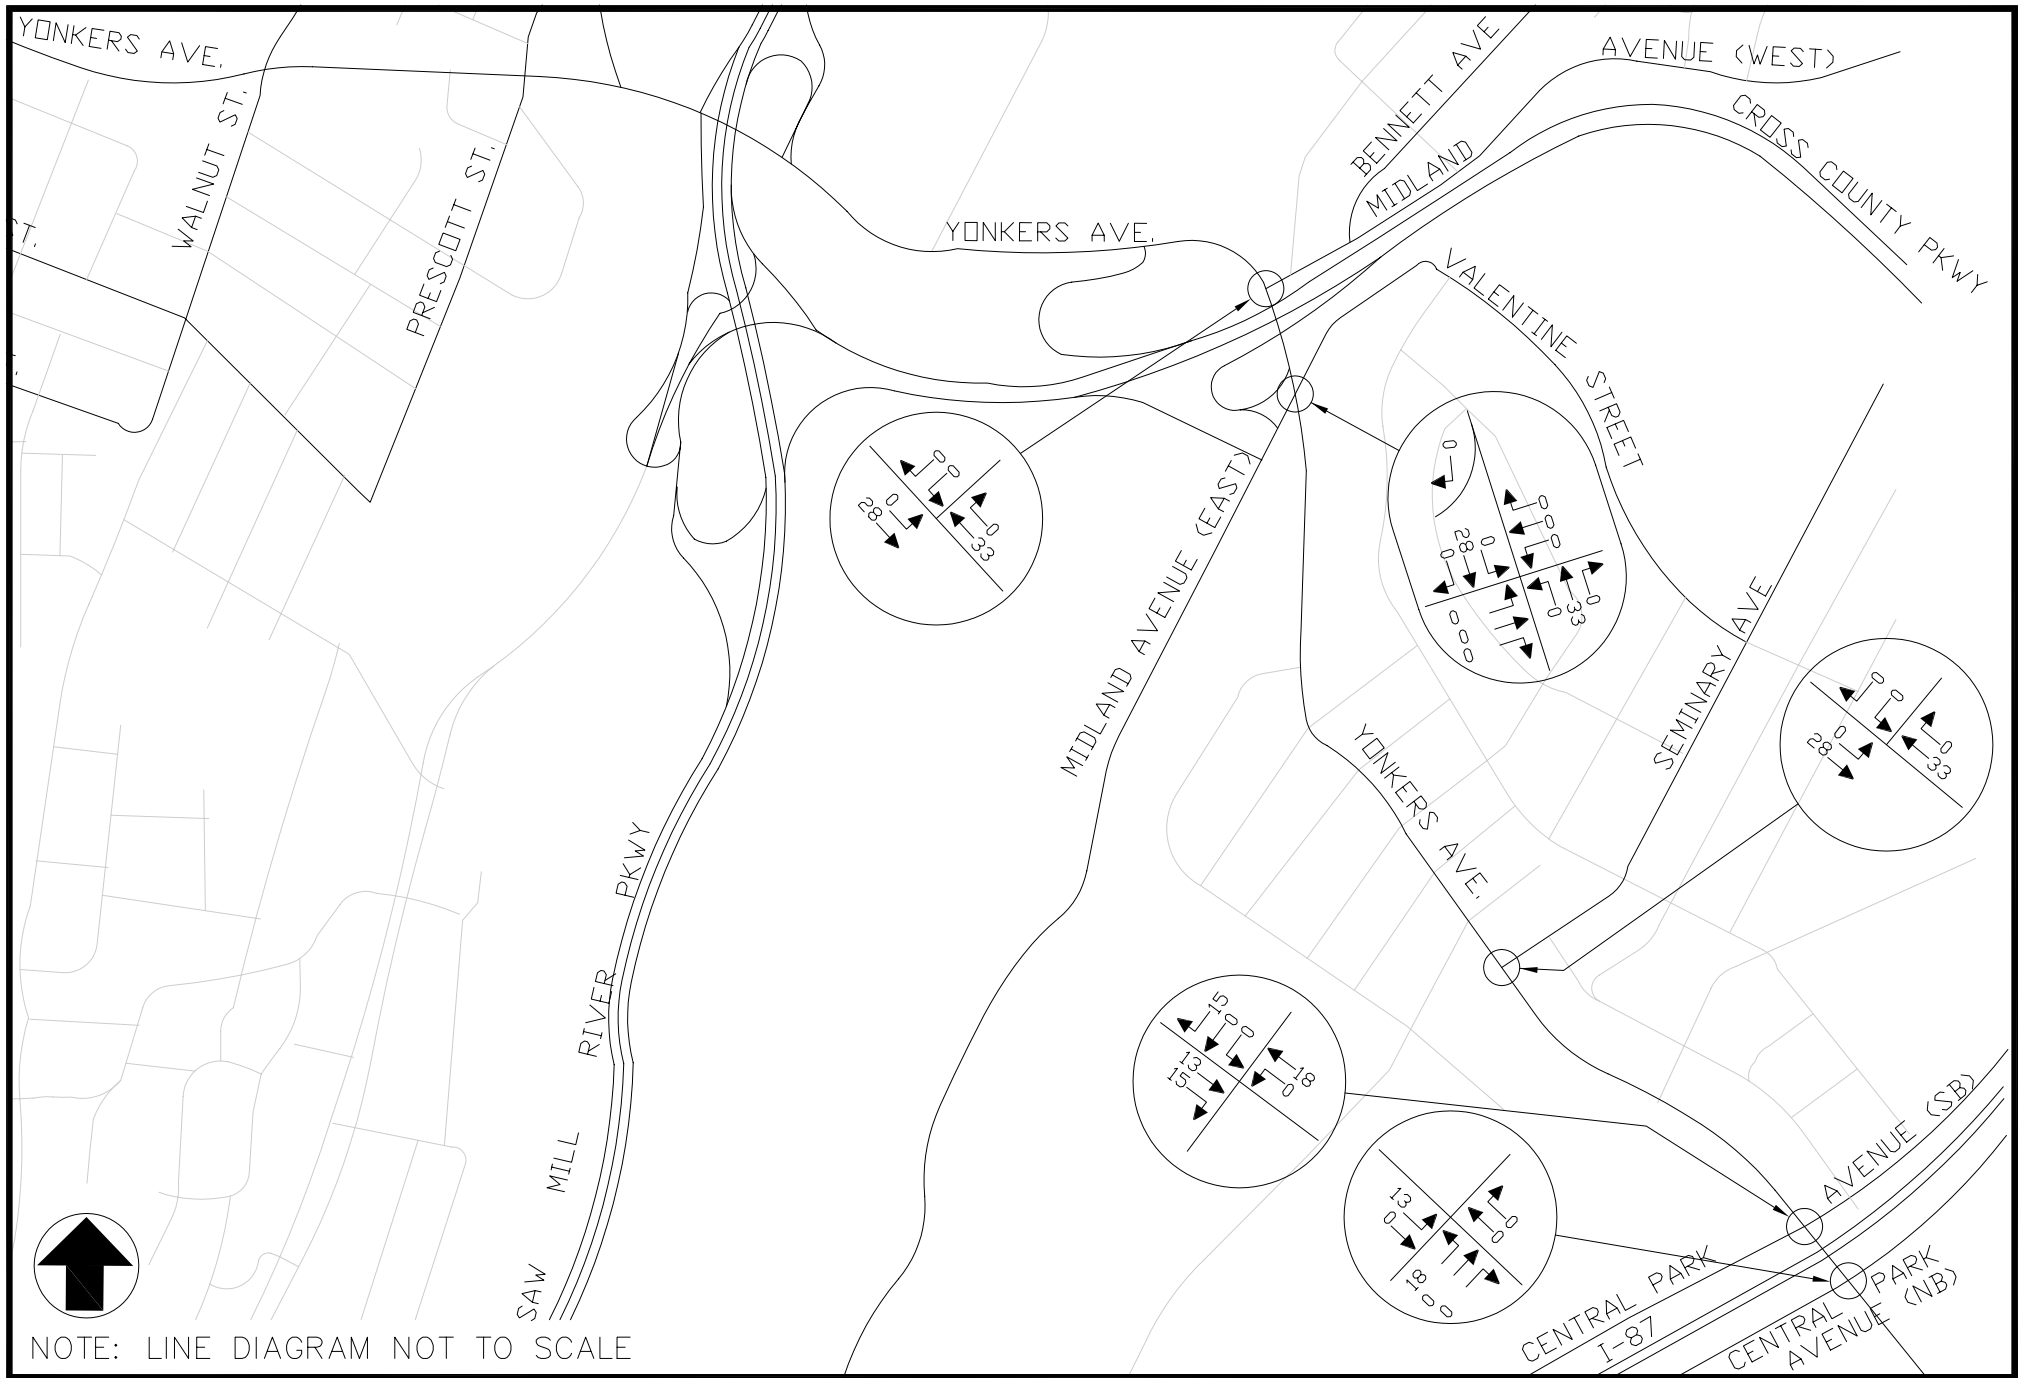 YONKERS AVE.
WALNUT ST.
PRESCOTT ST.
ST.
YONKERS AVE.
BENNETT AVE
MIDLAND
AVENUE (WEST)
CROSS COUNTY PKWY
VALENTINE STREET
0
0
0
28
0
33
0
0
0
0
0
28
0
0
33
0
0
0
0
MIDLAND AVENUE (EAST)
SEMINARY AVE
0
0
0
28
0
33
YONKERS AVE.
PKWY
RIVER
MILL
SAW
15
0
0
13
15
18
0
13
0
0
0
18
0
0
AVENUE (SB)
CENTRAL PARK
I-87
CENTRAL PARK
AVENUE (NB)
NOTE: LINE DIAGRAM NOT TO SCALE